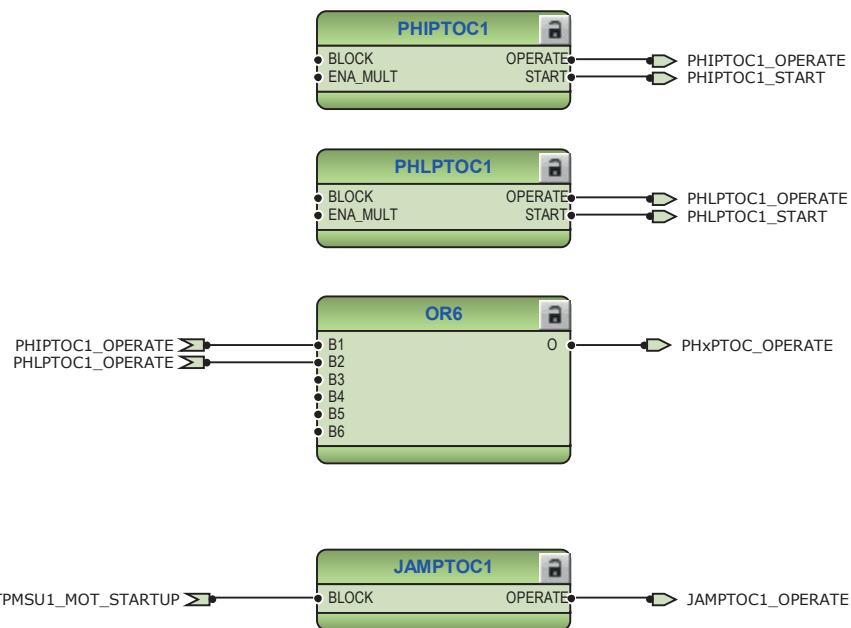 PHIPTOC1
BLOCK OPERATE PHIPTOC1_OPERATE
ENA_MULT START PHIPTOC1_START
PHLPTOC1
BLOCK OPERATE PHLPTOC1_OPERATE
ENA_MULT START PHLPTOC1_START
OR6
PHIPTOC1_OPERATE B1 O PHxPTOC_OPERATE
PHLPTOC1_OPERATE B2
B3
B4
B5
B6
JAMPTOC1
TPMSU1_MOT_STARTUP BLOCK OPERATE JAMPTOC1_OPERATE